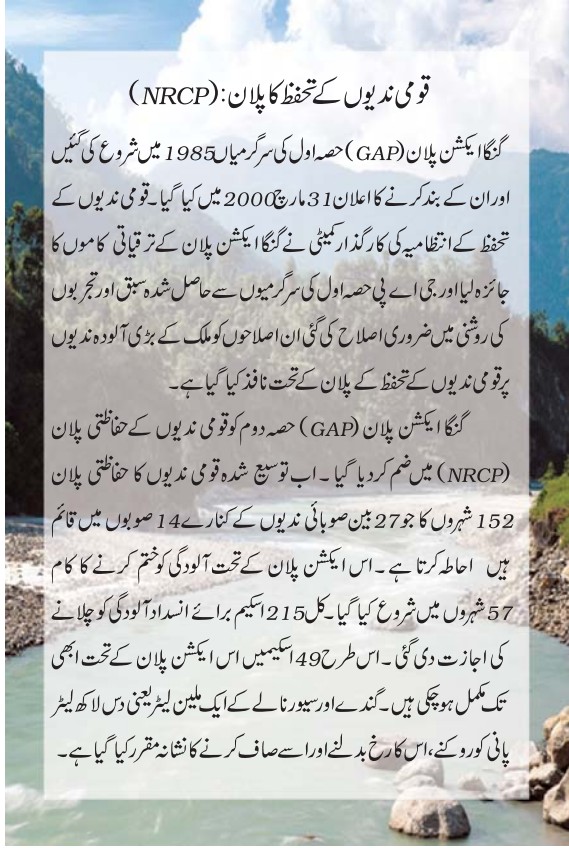 قومی ندیوں کے تحفظ کا پلان: (NRCP)
گنگا ایکشن پلان (GAP) حصہ اول کی سرگرمیاں 1985 میں شروع کی گئیں
اور ان کے بند کرنے کا اعلان 31 مارچ 2000 میں کیا گیا۔ قومی ندیوں کے
تحفظ کے انتظامیہ کی کارگذار کمیٹی نے گنگا ایکشن پلان کے ترقیاتی کاموں کا
جائزہ لیا اور جی اے پی حصہ اول کی سرگرمیوں سے حاصل شدہ سبق اور تجربوں
کی روشنی میں ضروری اصلاح کی گئی ان اصلاحوں کو ملک کے بڑی آلودہ ندیوں
پر قومی ندیوں کے تحفظ کے پلان کے تحت نافذ کیا گیا ہے۔
گنگا ایکشن پلان (GAP) حصہ دوم کو قومی ندیوں کے حفاظتی پلان
(NRCP) میں ضم کر دیا گیا ۔ اب توسیع شدہ قومی ندیوں کا حفاظتی پلان
152 شہروں کا جو 27 بین صوبائی ندیوں کے کنارے 14 صوبوں میں قائم
ہیں احاطہ کرتا ہے ۔ اس ایکشن پلان کے تحت آلودگی کو ختم کرنے کا کام
57 شہروں میں شروع کیا گیا۔ کل 215 اسکیم برائے انسداد آلودگی کو چلانے
کی اجازت دی گئی ۔ اس طرح 49 اسکیمیں اس ایکشن پلان کے تحت ابھی
تک مکمل ہو چکی ہیں۔ گندے اور سیور نالے کے ایک ملین لیٹر یعنی دس لاکھ لیٹر
پانی کو روکنے، اس کا رخ بدلنے اور اسے صاف کرنے کا نشانہ مقرر کیا گیا ہے۔